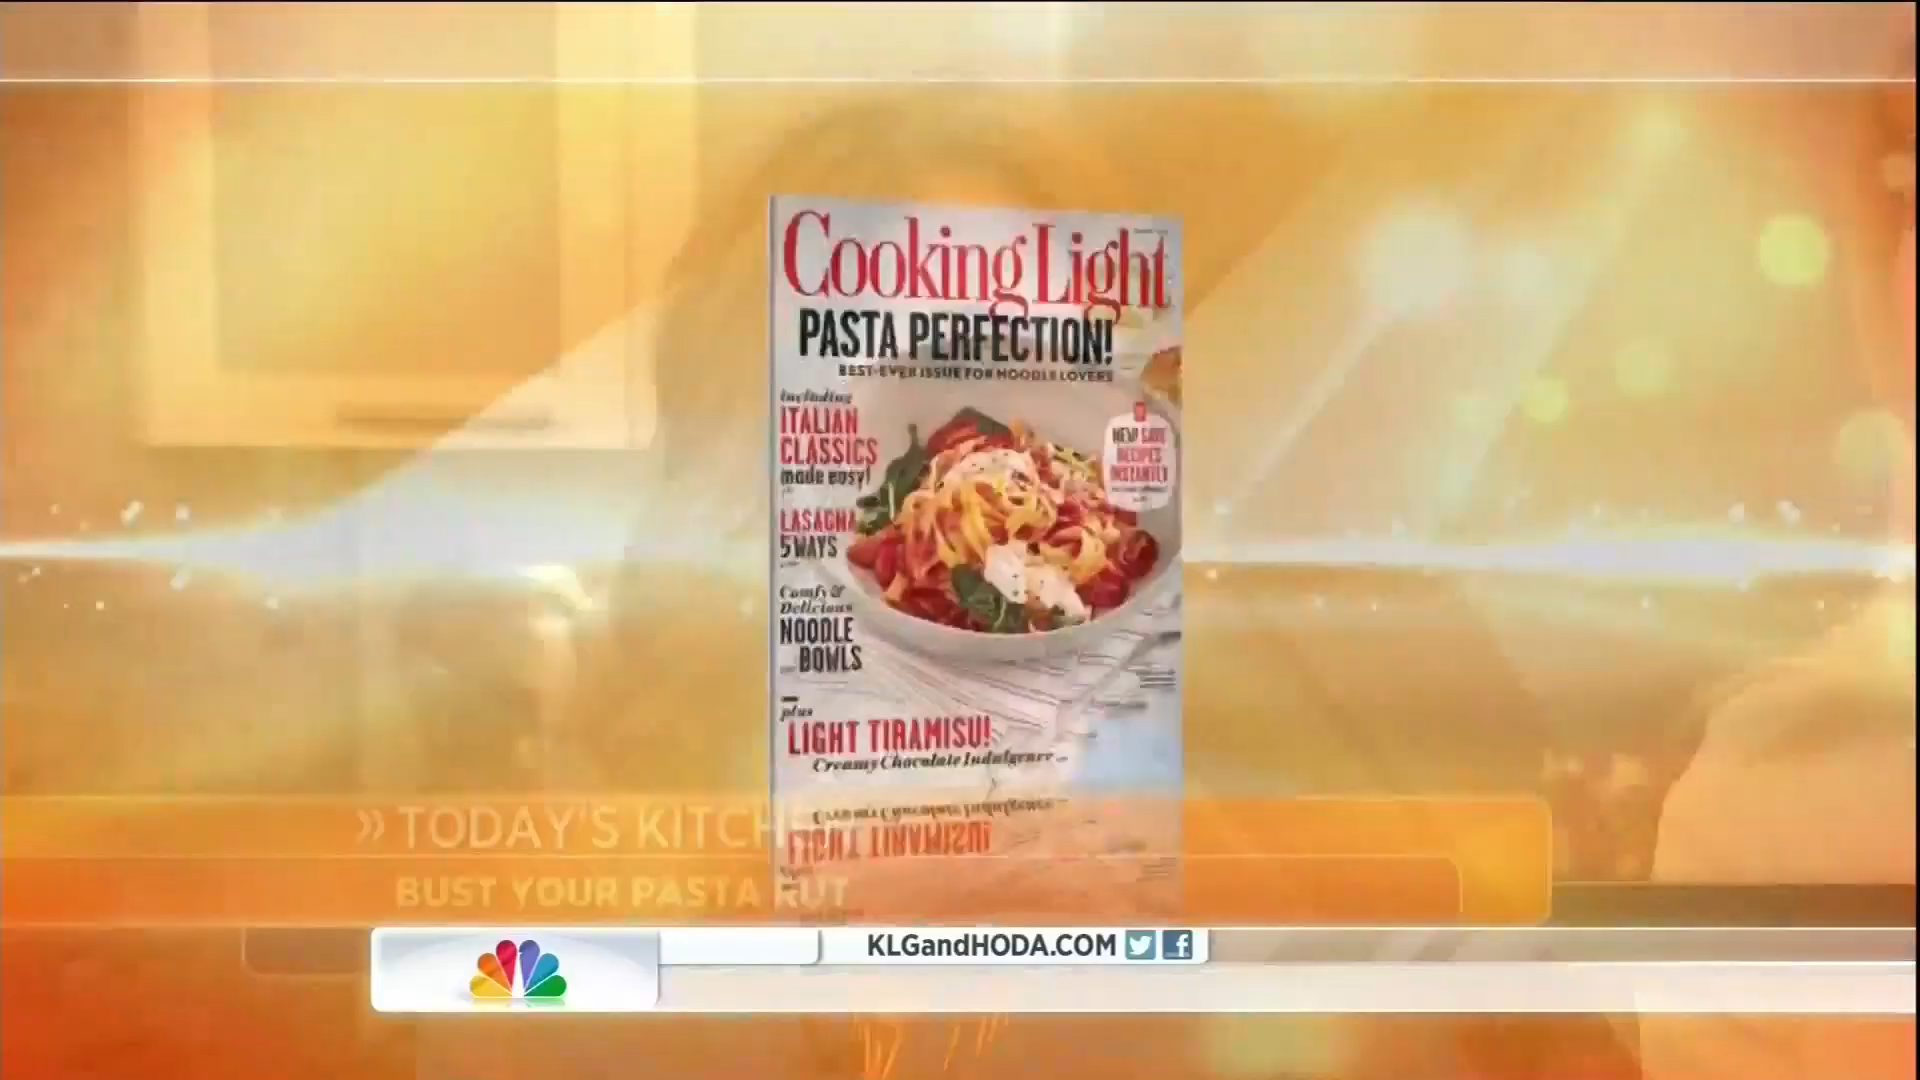 Cooking Light
PASTA PERFECTION!
BEST-EVER ISSUE FOR NOODLE LOVERS
including
ITALIAN
CLASSICS
made easy!
LASAGNA
5 WAYS
Comfy &
Delicious
NOODLE
BOWLS
plus
LIGHT TIRAMISU!
Creamy Chocolate Indulgence
NEW! SAVE
RECIPES
INSTANTLY
» TODAY'S KITCHEN
BUST YOUR PASTA RUT
KLGandHODA.COM